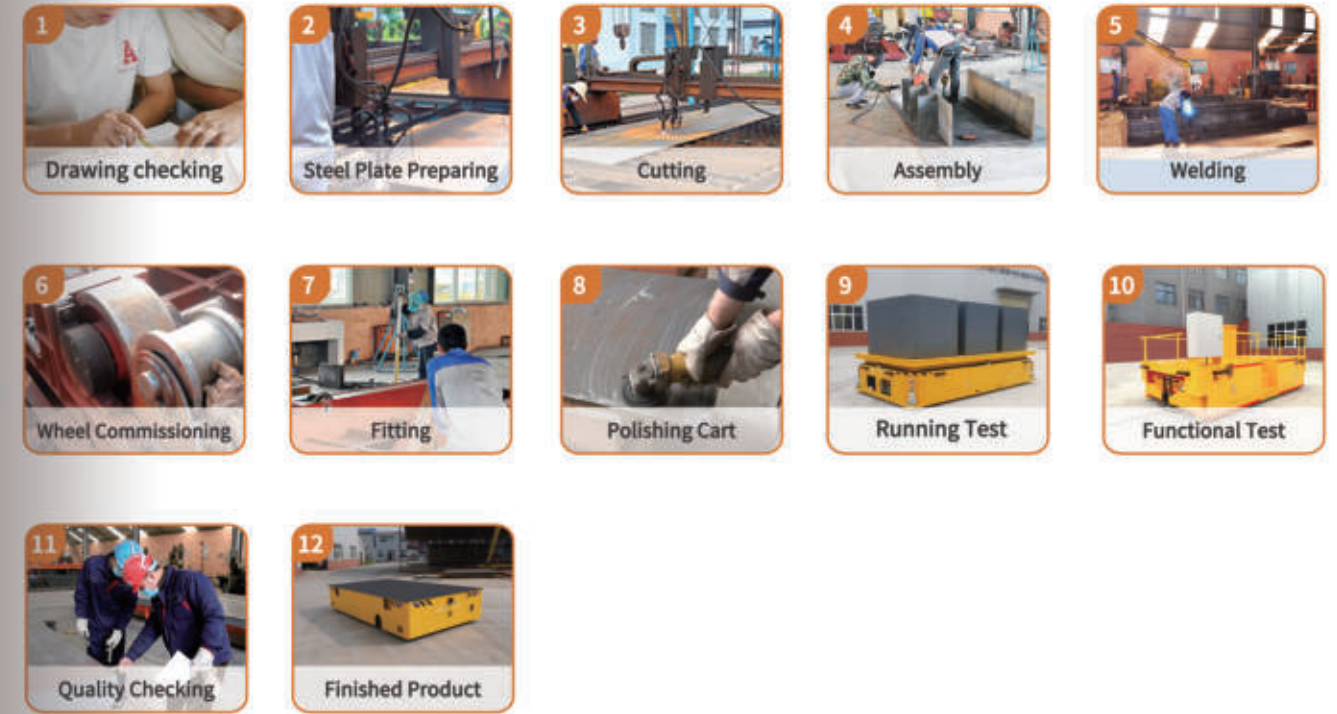 1
A
Drawing checking
2
Steel Plate Preparing
3
Cutting
4
Assembly
5
Welding
6
Wheel Commissioning
7
Fitting
8
Polishing Cart
9
Running Test
10
Functional Test
11
Quality Checking
12
Finished Product